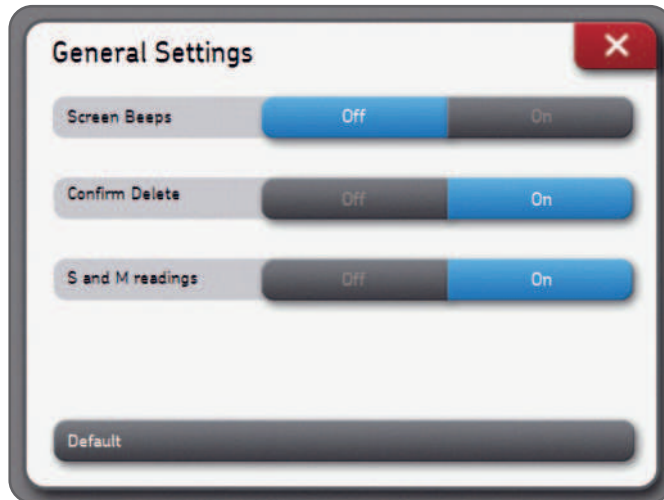 General Settings
Screen Beeps Off On
Confirm Delete Off On
S and M readings Off On
Default